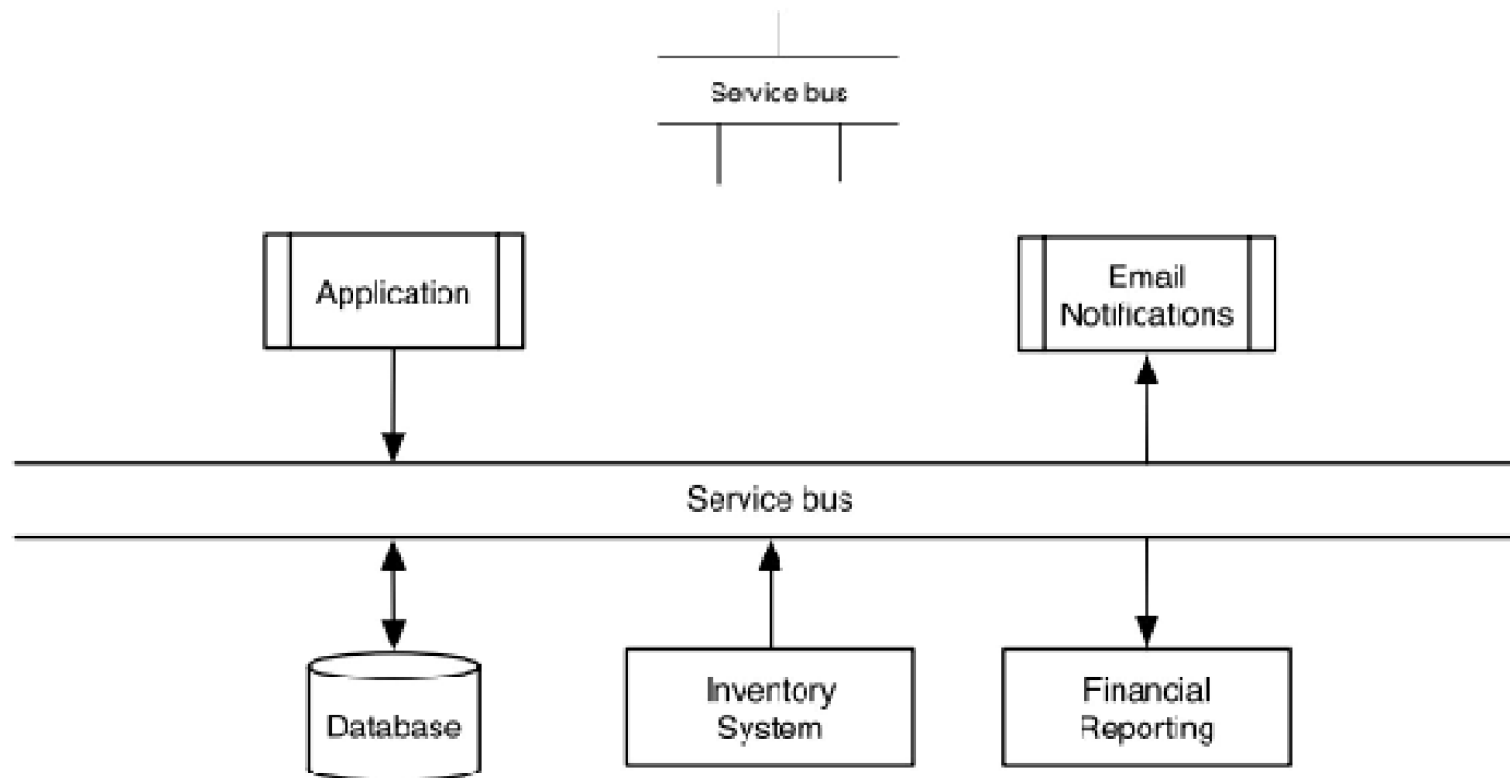 Service bus
Application
Email
Notifications
Service bus
Database
Inventory
System
Financial
Reporting